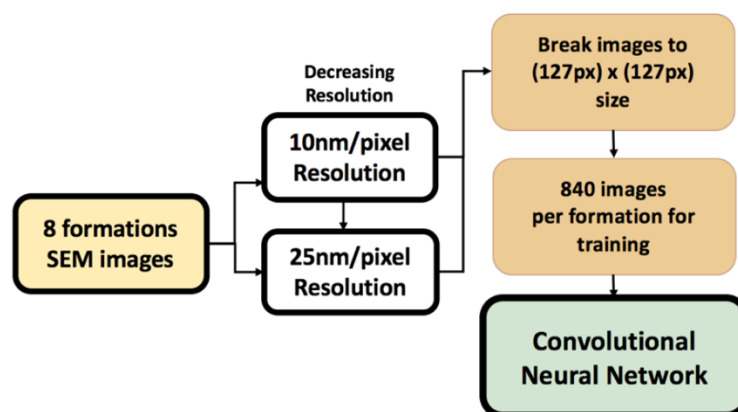 8 formations
SEM images
Decreasing
Resolution
10nm/pixel
Resolution
25nm/pixel
Resolution
Break images to
(127px) x (127px)
size
840 images
per formation for
training
Convolutional
Neural Network